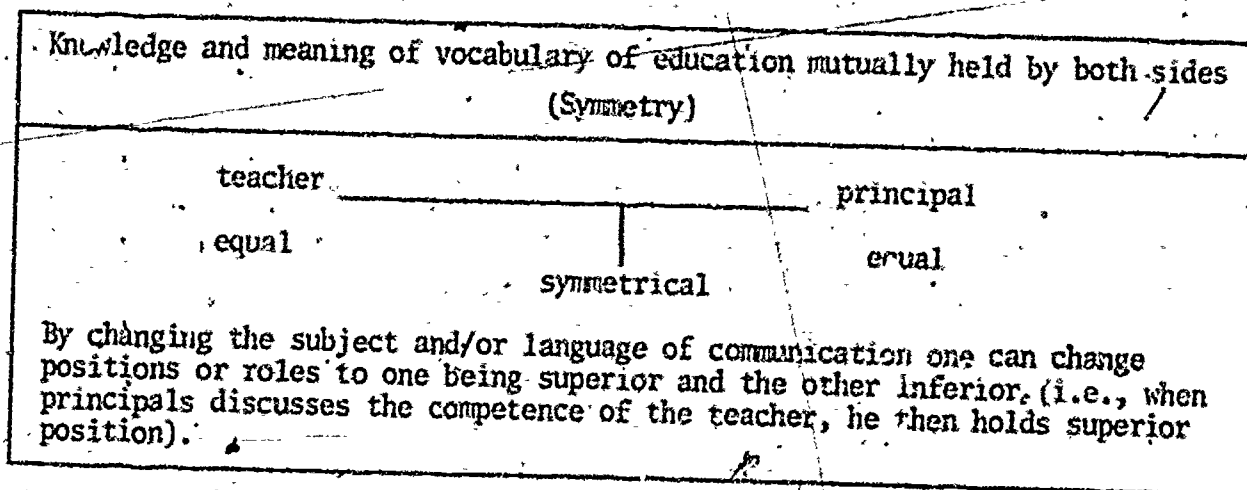 Knowledge and meaning of vocabulary of education mutually held by both sides
(Symmetry)
teacher principal
equal equal
symmetrical
By changing the subject and/or language of communication one can change
positions or roles to one being superior and the other inferior. (i.e., when
principals discusses the competence of the teacher, he then holds superior
position).